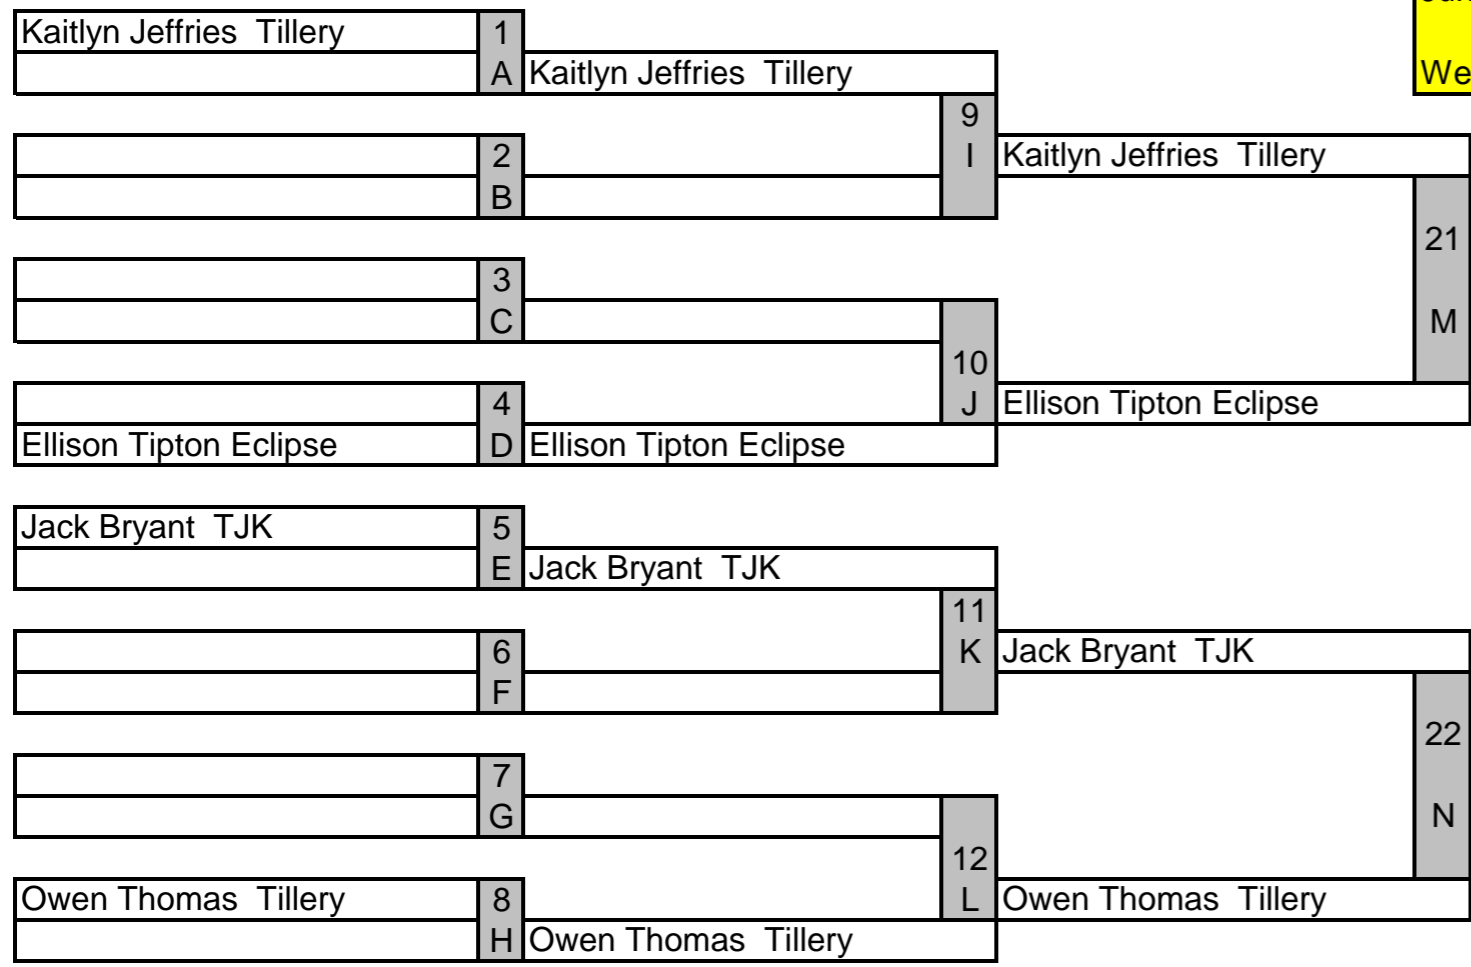 Kaitlyn Jeffries  Tillery 1
A Kaitlyn Jeffries  Tillery
We
9
2 I Kaitlyn Jeffries  Tillery
B
21
3
C M
10
4 J Ellison Tipton Eclipse
Ellison Tipton Eclipse D Ellison Tipton Eclipse
Jack Bryant  TJK 5
E Jack Bryant  TJK
11
6 K Jack Bryant  TJK
F
22
7
G N
12
Owen Thomas  Tillery 8 L Owen Thomas  Tillery
H Owen Thomas  Tillery